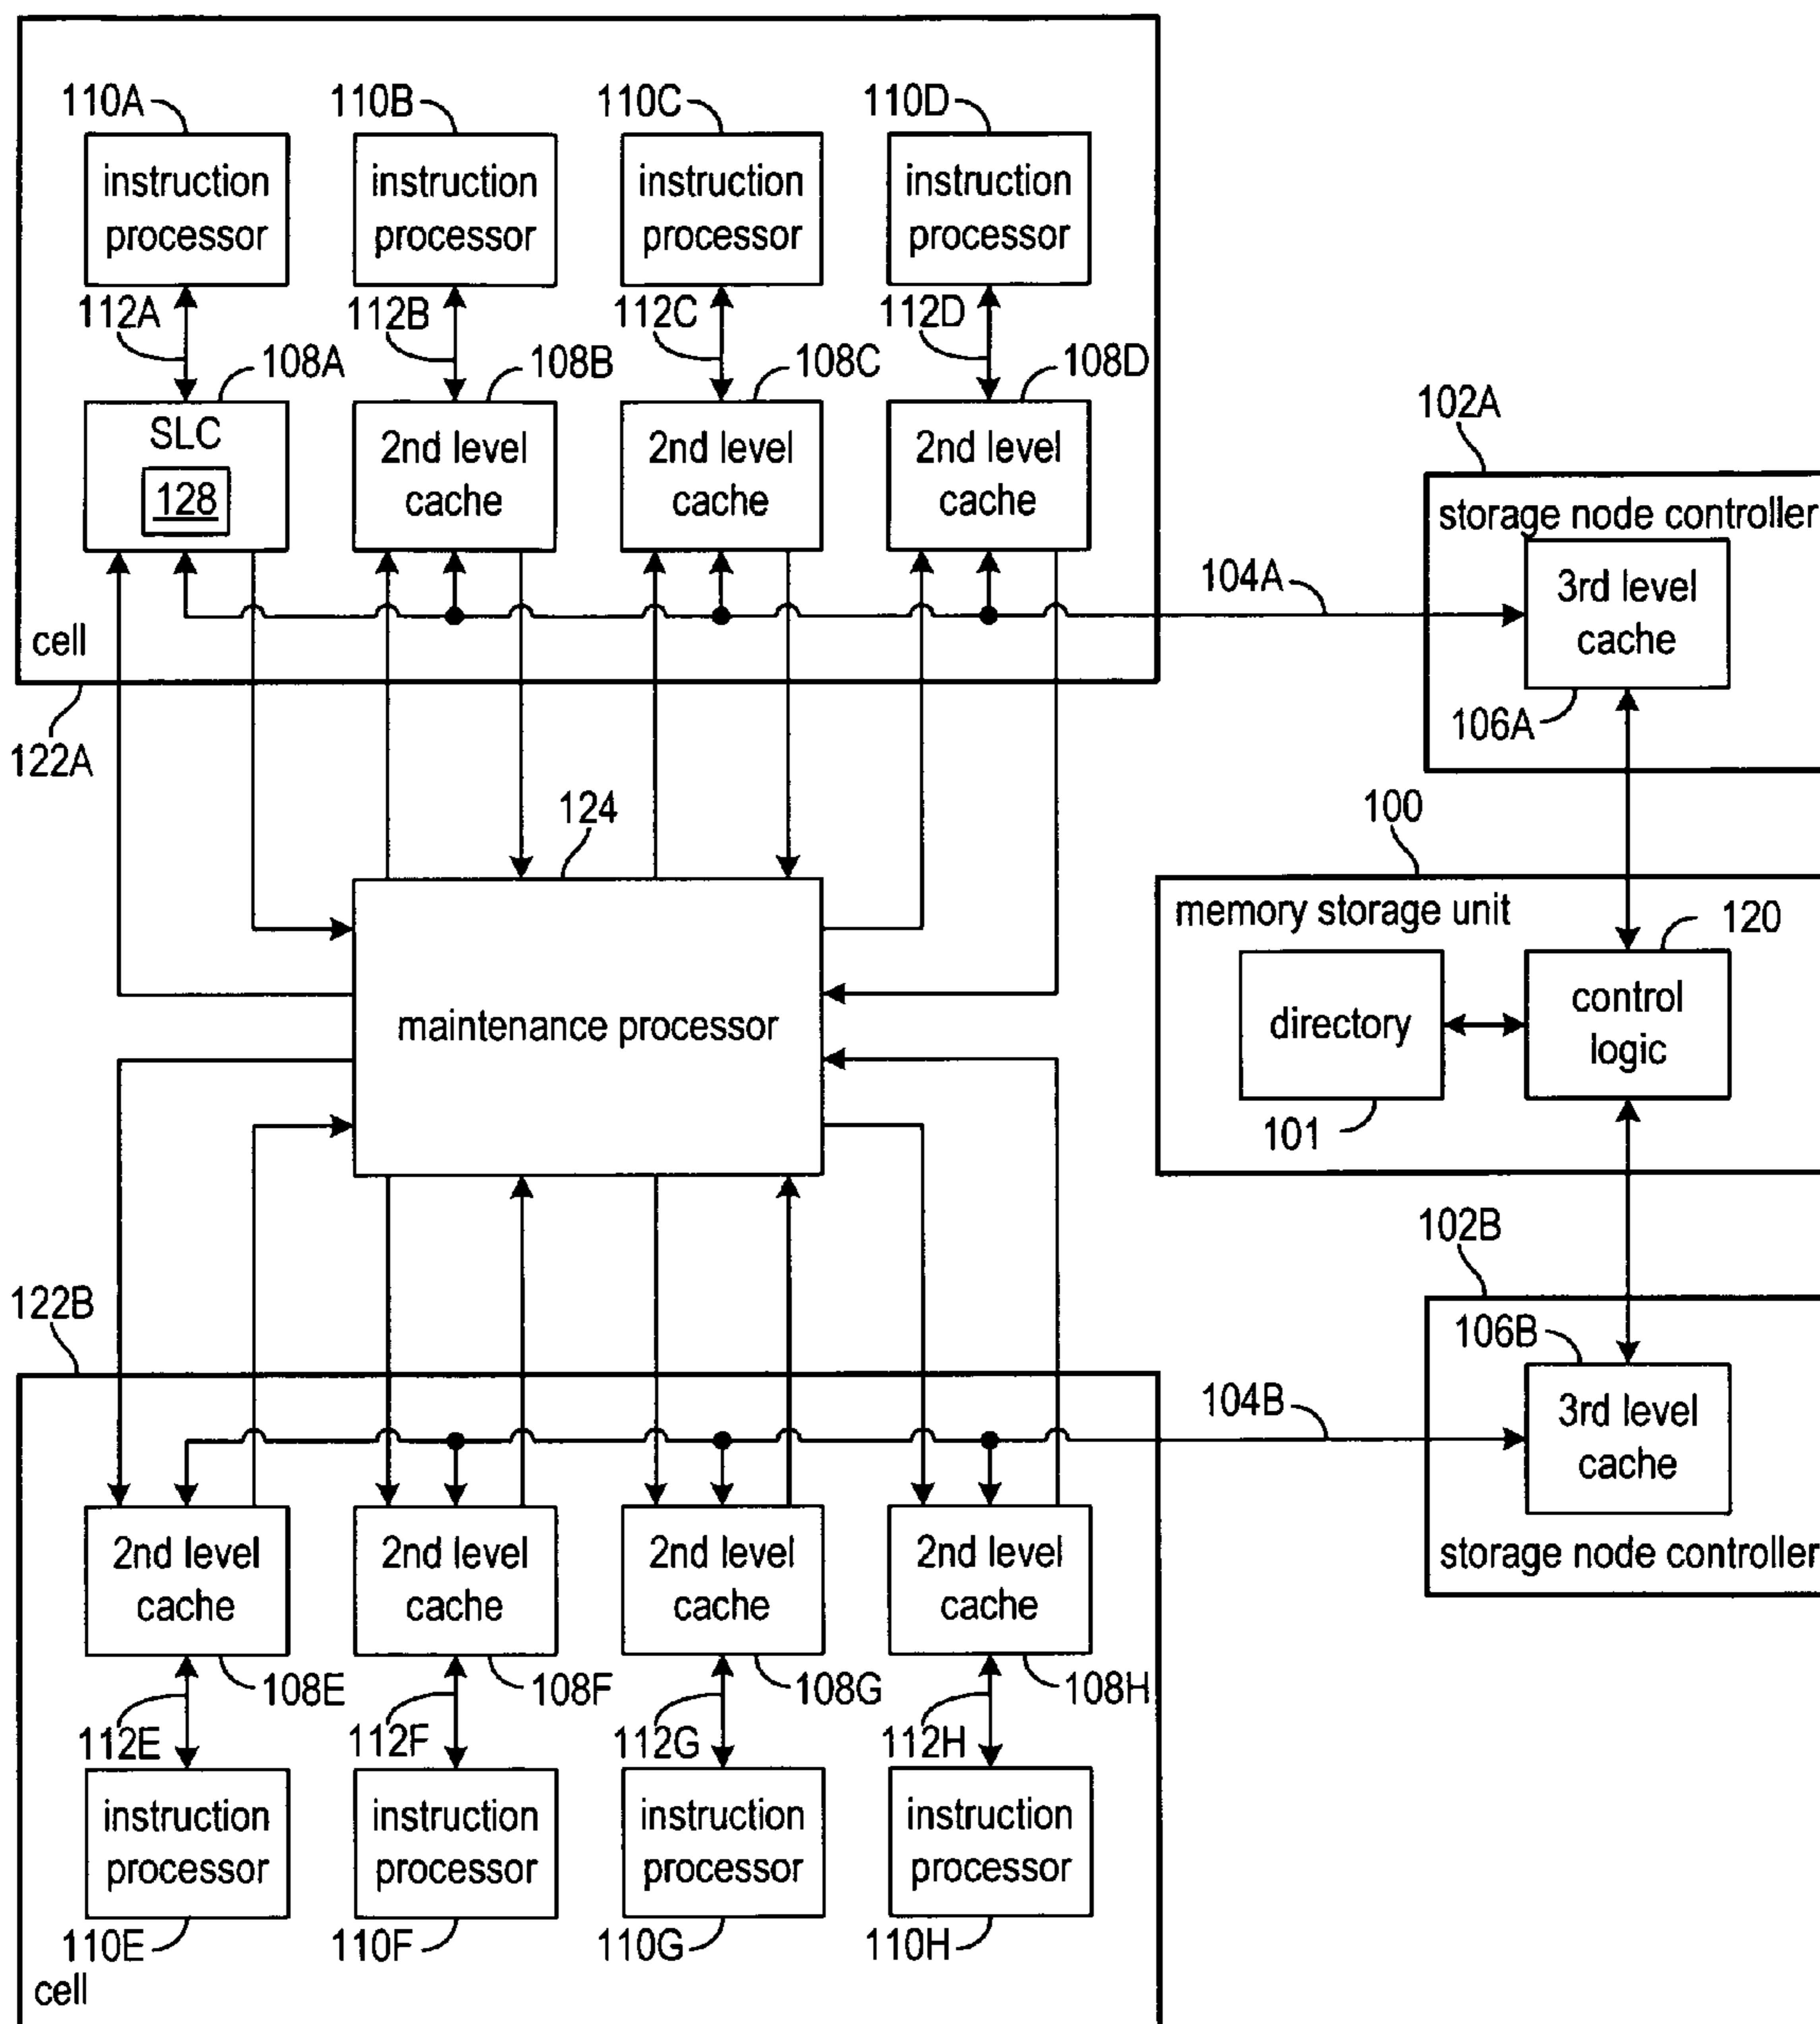 110A
110B
110C
110D
instruction
processor
instruction
processor
instruction
processor
instruction
processor
112A
112B
112C
112D
108A
108B
108C
108D
SLC
128
2nd level
cache
2nd level
cache
2nd level
cache
102A
storage node controller
104A
3rd level
cache
106A
cell
122A
124
100
memory storage unit
120
maintenance processor
directory
control
logic
101
102B
122B
106B
104B
3rd level
cache
storage node controller
2nd level
cache
2nd level
cache
2nd level
cache
2nd level
cache
108E
108F
108G
108H
112E
112F
112G
112H
instruction
processor
instruction
processor
instruction
processor
instruction
processor
110E
110F
110G
110H
cell